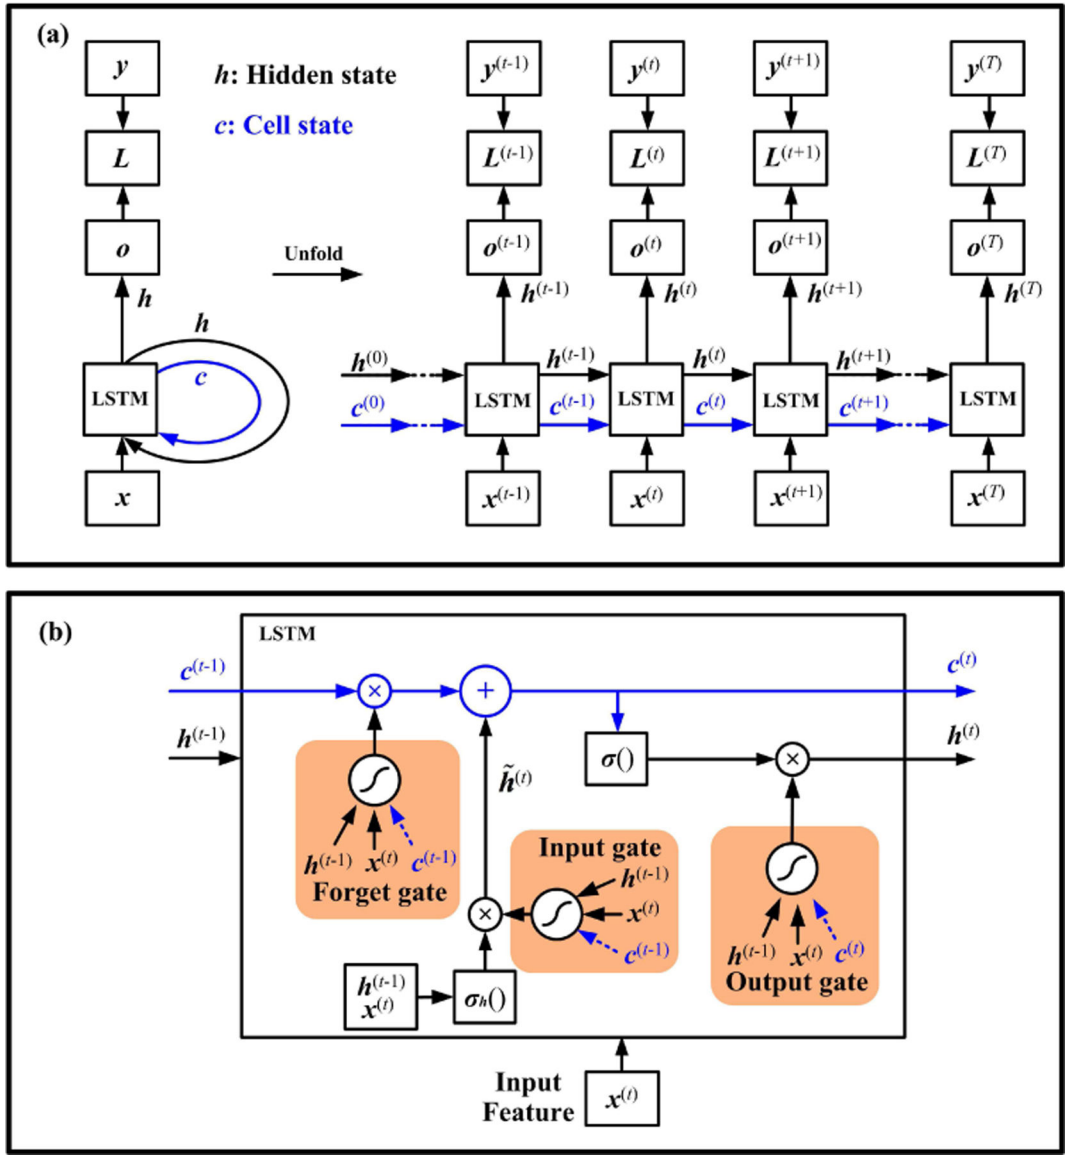 (a)
y
h: Hidden state
y(t-1)
y(t)
y(t+1)
y(T)
c: Cell state
L
L(t-1)
L(t)
L(t+1)
L(T)
o
Unfold
o(t-1)
o(t)
o(t+1)
o(T)
h
h(t-1)
h(t)
h(t+1)
h(T)
h
h(0)
h(t-1)
h(t)
h(t+1)
c
LSTM
LSTM
LSTM
LSTM
LSTM
c(0)
c(t-1)
c(t)
c(t+1)
x
x(t-1)
x(t)
x(t+1)
x(T)
(b)
LSTM
c(t-1)
×
+
c(t)
h(t-1)
σ()
×
h(t)
h̃(t)
h(t-1)
x(t)
c(t-1)
Forget gate
Input gate
h(t-1)
x(t)
c(t-1)
×
h(t-1)
x(t)
c(t)
Output gate
h(t-1)
x(t)
σh()
Input
Feature
x(t)